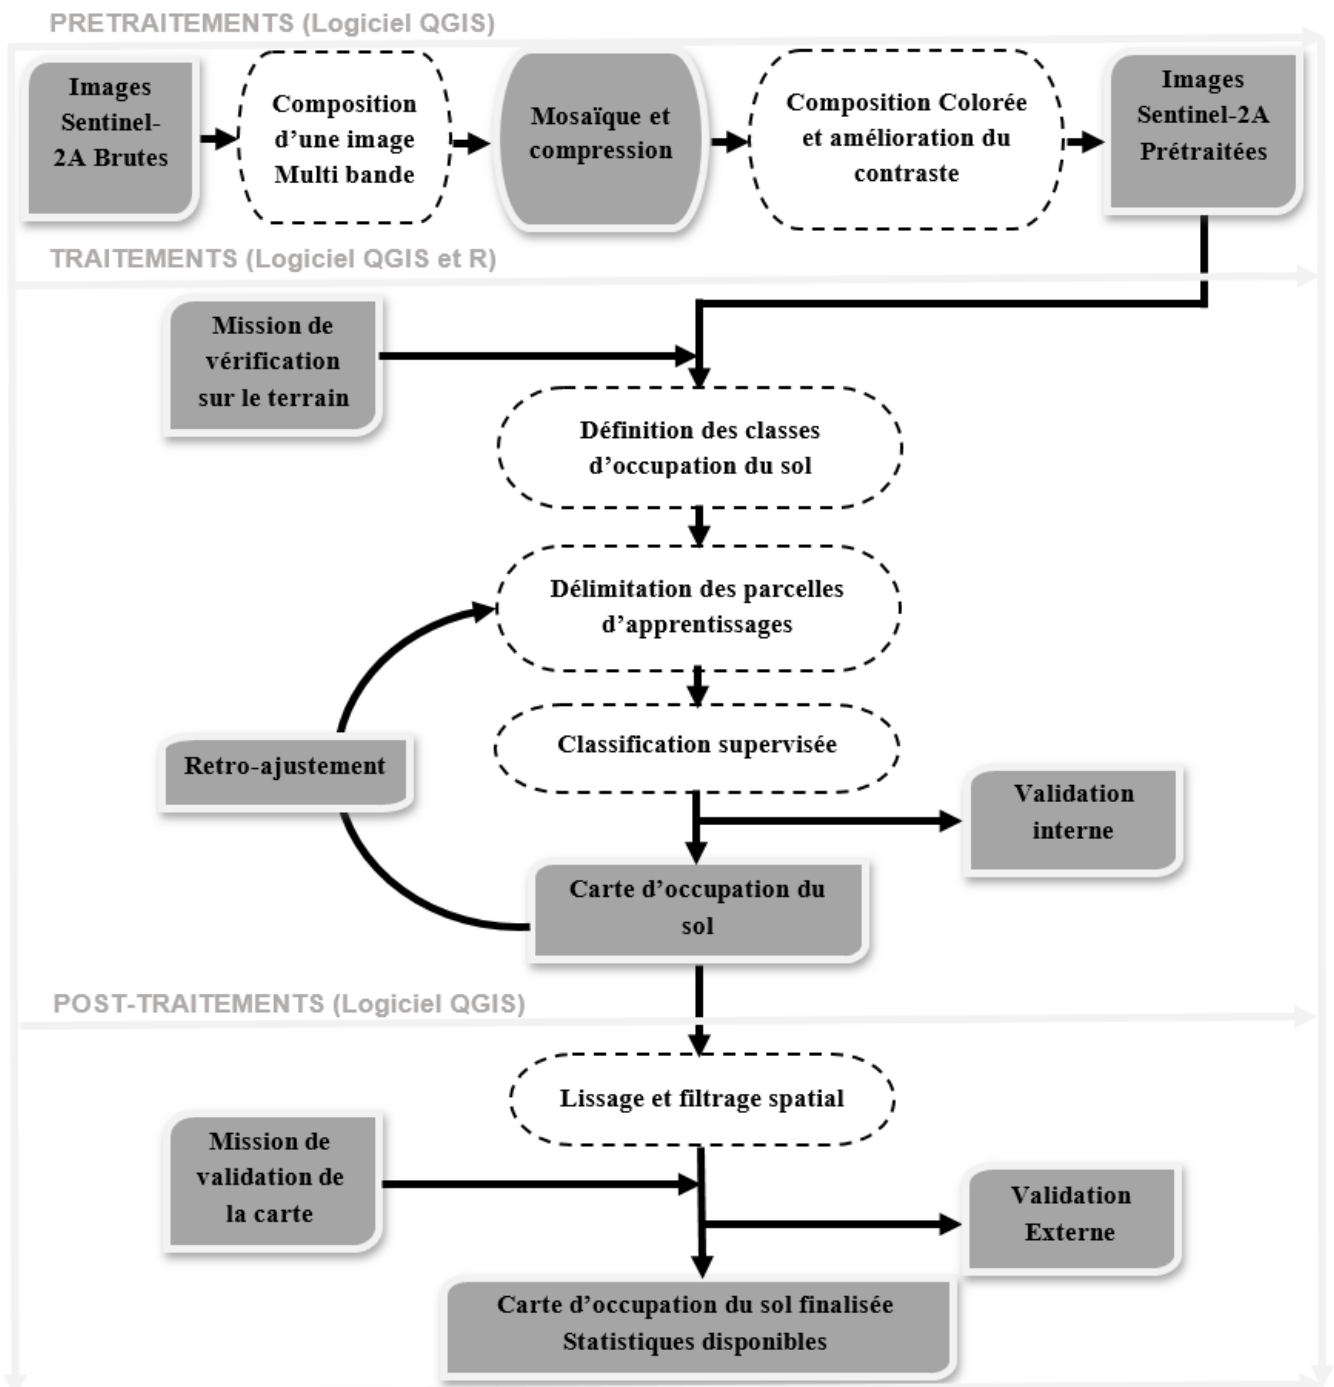 PRETRAITEMENTS (Logiciel QGIS)
Images
Sentinel-
2A Brutes
Composition
d’une image
Multi bande
Mosaïque et
compression
Composition Colorée
et amélioration du
contraste
Images
Sentinel-2A
Prétraitées
TRAITEMENTS (Logiciel QGIS et R)
Mission de
vérification
sur le terrain
Définition des classes
d’occupation du sol
Délimitation des parcelles
d’apprentissages
Classification supervisée
Retro-ajustement
Validation
interne
Carte d’occupation du
sol
POST-TRAITEMENTS (Logiciel QGIS)
Lissage et filtrage spatial
Mission de
validation de
la carte
Validation
Externe
Carte d’occupation du sol finalisée
Statistiques disponibles